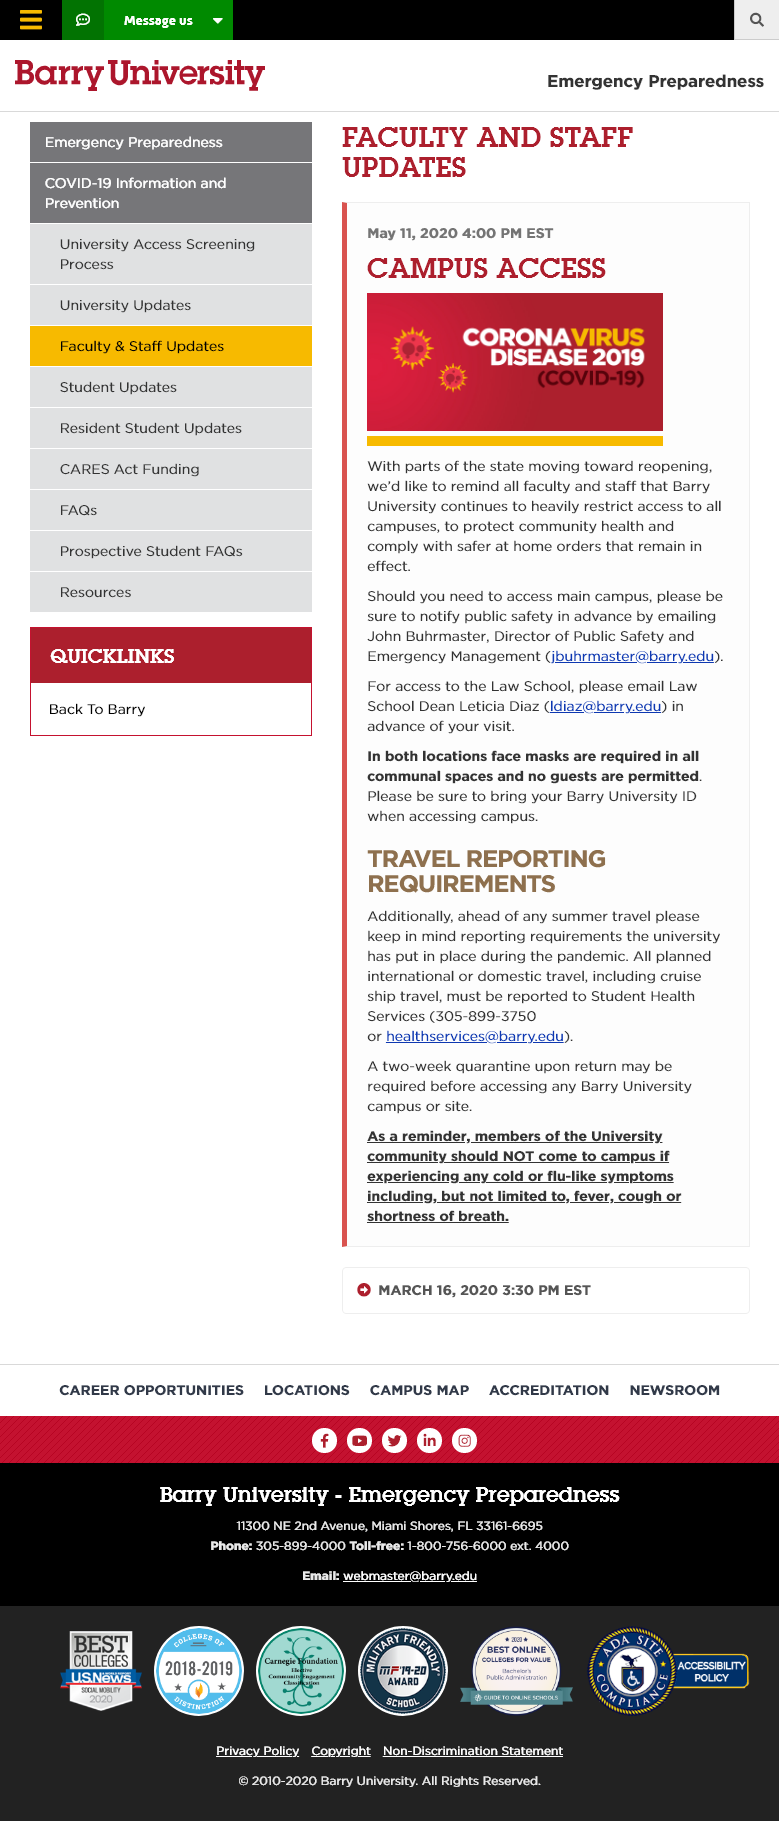 Message us
Barry University
Emergency Preparedness
Emergency Preparedness
COVID-19 Information and
Prevention
University Access Screening
Process
University Updates
Faculty & Staff Updates
Student Updates
Resident Student Updates
CARES Act Funding
FAQs
Prospective Student FAQs
Resources
QUICKLINKS
Back To Barry
FACULTY AND STAFF
UPDATES
May 11, 2020 4:00 PM EST
CAMPUS ACCESS
CORONAVIRUS
DISEASE 2019
(COVID-19)
With parts of the state moving toward reopening,
we'd like to remind all faculty and staff that Barry
University continues to heavily restrict access to all
campuses, to protect community health and
comply with safer at home orders that remain in
effect.
Should you need to access main campus, please be
sure to notify public safety in advance by emailing
John Buhrmaster, Director of Public Safety and
Emergency Management (jbuhrmaster@barry.edu).
For access to the Law School, please email Law
School Dean Leticia Diaz (ldiaz@barry.edu) in
advance of your visit.
In both locations face masks are required in all
communal spaces and no guests are permitted.
Please be sure to bring your Barry University ID
when accessing campus.
TRAVEL REPORTING
REQUIREMENTS
Additionally, ahead of any summer travel please
keep in mind reporting requirements the university
has put in place during the pandemic. All planned
international or domestic travel, including cruise
ship travel, must be reported to Student Health
Services (305-899-3750
or healthservices@barry.edu).
A two-week quarantine upon return may be
required before accessing any Barry University
campus or site.
As a reminder, members of the University
community should NOT come to campus if
experiencing any cold or flu-like symptoms
including, but not limited to, fever, cough or
shortness of breath.
MARCH 16, 2020 3:30 PM EST
CAREER OPPORTUNITIES LOCATIONS CAMPUS MAP ACCREDITATION NEWSROOM
Barry University - Emergency Preparedness
11300 NE 2nd Avenue, Miami Shores, FL 33161-6695
Phone: 305-899-4000 Toll-free: 1-800-756-6000 ext. 4000
Email: webmaster@barry.edu
BEST
COLLEGES
U.S.News
SOCIAL MOBILITY
2020
COLLEGES OF
2018-2019
DISTINCTION
Carnegie Foundation
Elective
Community Engagement
Classification
MILITARY FRIENDLY
MF'19-20
AWARD
SCHOOL
2020
BEST ONLINE
COLLEGES FOR VALUE
Bachelor's
Public Administration
GUIDE TO ONLINE SCHOOLS
ADA SITE
COMPLIANCE
ACCESSIBILITY
POLICY
Privacy Policy Copyright Non-Discrimination Statement
© 2010-2020 Barry University. All Rights Reserved.